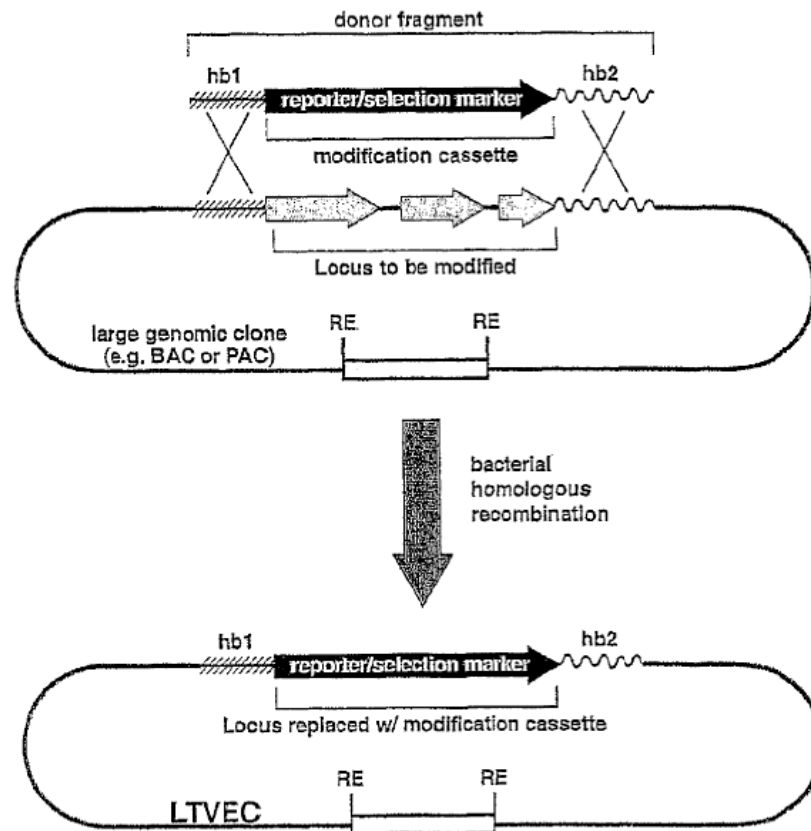 donor fragment
hb1
hb2
reporter/selection marker
modification cassette
Locus to be modified
large genomic clone
(e.g. BAC or PAC)
RE
RE
bacterial
homologous
recombination
hb1
hb2
reporter/selection marker
Locus replaced w/ modification cassette
RE
RE
LTVEC